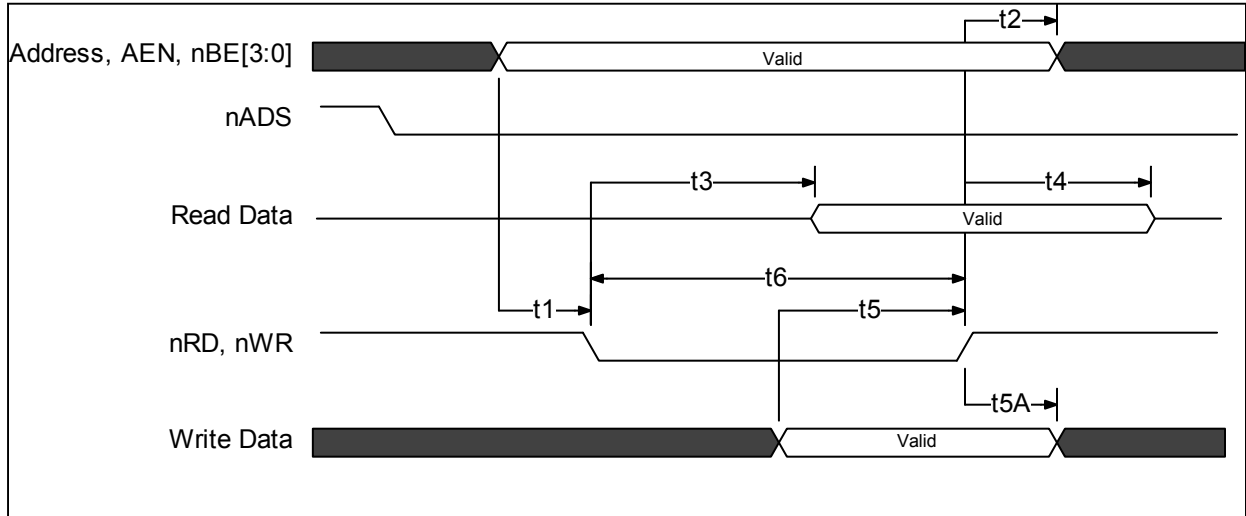 t2
Address, AEN, nBE[3:0]
Valid
nADS
t3
t4
Read Data
Valid
t6
t1
t5
nRD, nWR
t5A
Write Data
Valid